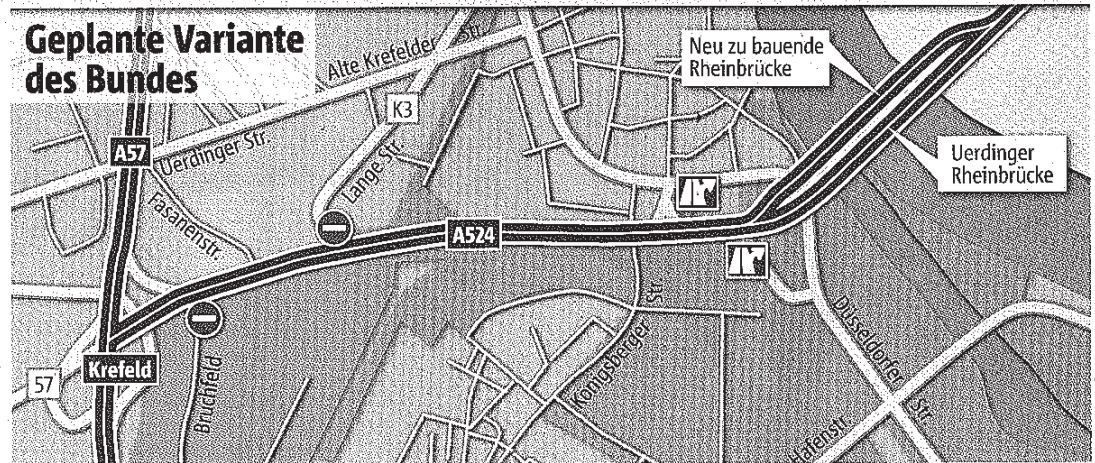 Geplante Variante
des Bundes
Alte Krefelder Str.
Neu zu bauende
Rheinbrücke
K3
A57
Uerdinger Str.
Lange Str.
Uerdinger
Rheinbrücke
Fasanenstr.
A524
Krefeld
57
Bruchfeld
Königsberger Str
Düsseldorfer Str
Hafenstr.